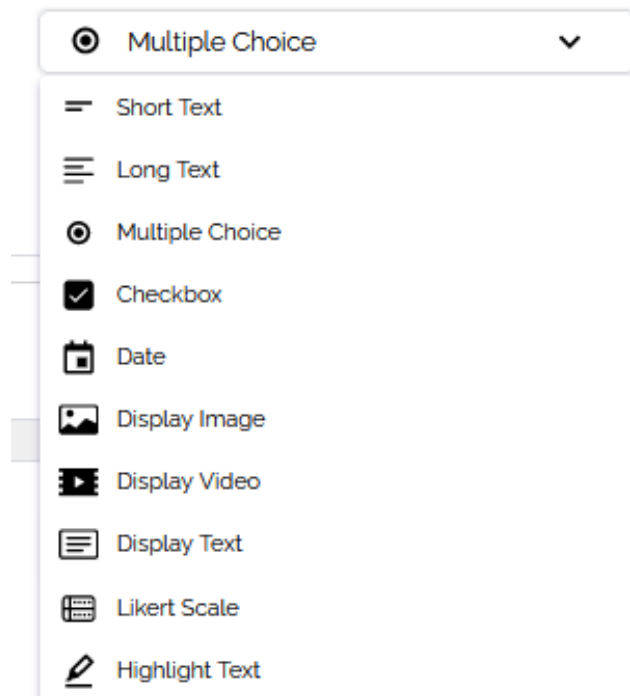 Multiple Choice
Short Text
Long Text
Multiple Choice
Checkbox
Date
Display Image
Display Video
Display Text
Likert Scale
Highlight Text